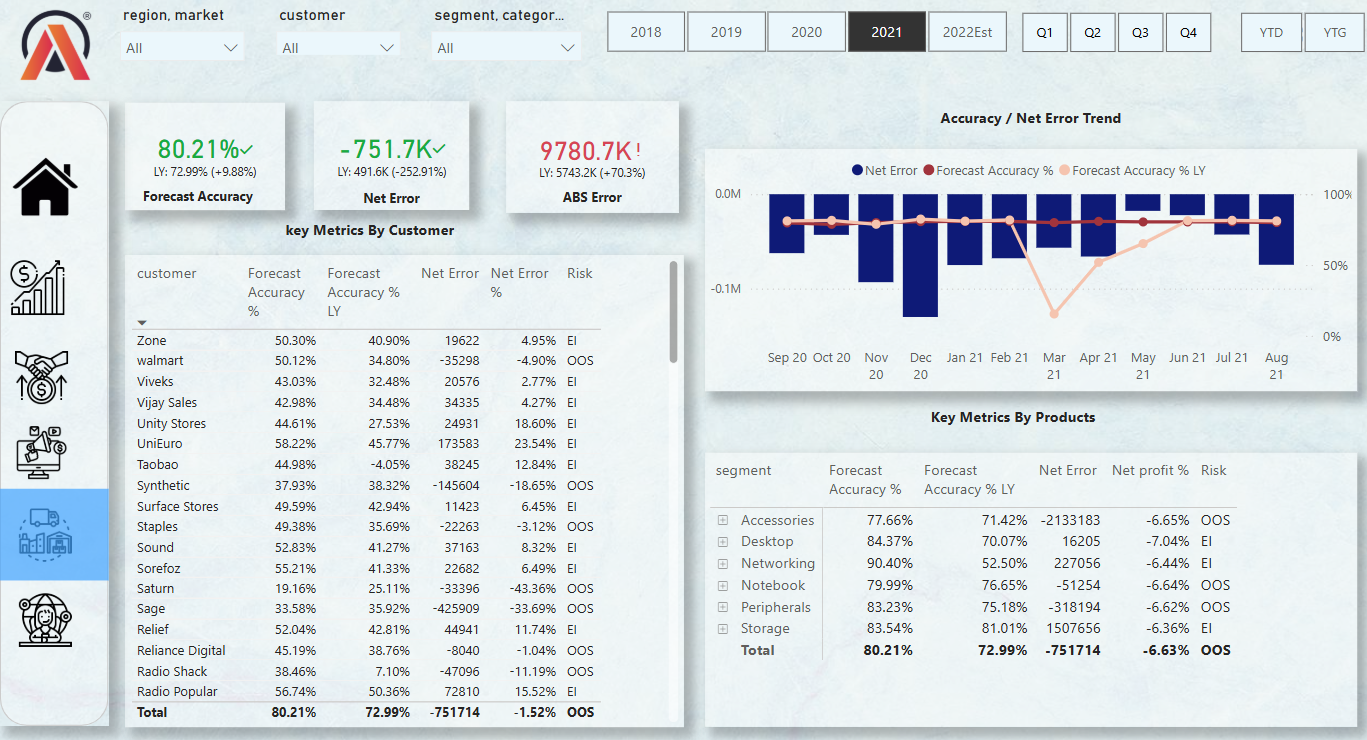 ®
region, market
customer
segment, categor...
All
All
All
2018
2019
2020
2021
2022Est
Q1
Q2
Q3
Q4
YTD
YTG
80.21%
LY: 72.99% (+9.88%)
Forecast Accuracy
-751.7K
LY: 491.6K (-252.91%)
Net Error
9780.7K!
LY: 5743.2K (+70.3%)
ABS Error
key Metrics By Customer
customer Forecast Accuracy % Forecast Accuracy % LY Net Error Net Error % Risk
Zone 50.30% 40.90% 19622 4.95% EI
walmart 50.12% 34.80% -35298 -4.90% OOS
Viveks 43.03% 32.48% 20576 2.77% EI
Vijay Sales 42.98% 34.48% 34335 4.27% EI
Unity Stores 44.61% 27.53% 24931 18.60% EI
UniEuro 58.22% 45.77% 173583 23.54% EI
Taobao 44.98% -4.05% 38245 12.84% EI
Synthetic 37.93% 38.32% -145604 -18.65% OOS
Surface Stores 49.59% 42.94% 11423 6.45% EI
Staples 49.38% 35.69% -22263 -3.12% OOS
Sound 52.83% 41.27% 37163 8.32% EI
Sorefoz 55.21% 41.33% 22682 6.49% EI
Saturn 19.16% 25.11% -33396 -43.36% OOS
Sage 33.58% 35.92% -425909 -33.69% OOS
Relief 52.04% 42.81% 44941 11.74% EI
Reliance Digital 45.19% 38.76% -8040 -1.04% OOS
Radio Shack 38.46% 7.10% -47096 -11.19% OOS
Radio Popular 56.74% 50.36% 72810 15.52% EI
Total 80.21% 72.99% -751714 -1.52% OOS
Accuracy / Net Error Trend
Net Error Forecast Accuracy % Forecast Accuracy % LY
0.0M
-0.1M
100%
50%
0%
Sep 20 Oct 20 Nov 20 Dec 20 Jan 21 Feb 21 Mar 21 Apr 21 May 21 Jun 21 Jul 21 Aug 21
Key Metrics By Products
segment Forecast Accuracy % Forecast Accuracy % LY Net Error Net profit % Risk
Accessories 77.66% 71.42% -2133183 -6.65% OOS
Desktop 84.37% 70.07% 16205 -7.04% EI
Networking 90.40% 52.50% 227056 -6.44% EI
Notebook 79.99% 76.65% -51254 -6.64% OOS
Peripherals 83.23% 75.18% -318194 -6.62% OOS
Storage 83.54% 81.01% 1507656 -6.36% EI
Total 80.21% 72.99% -751714 -6.63% OOS